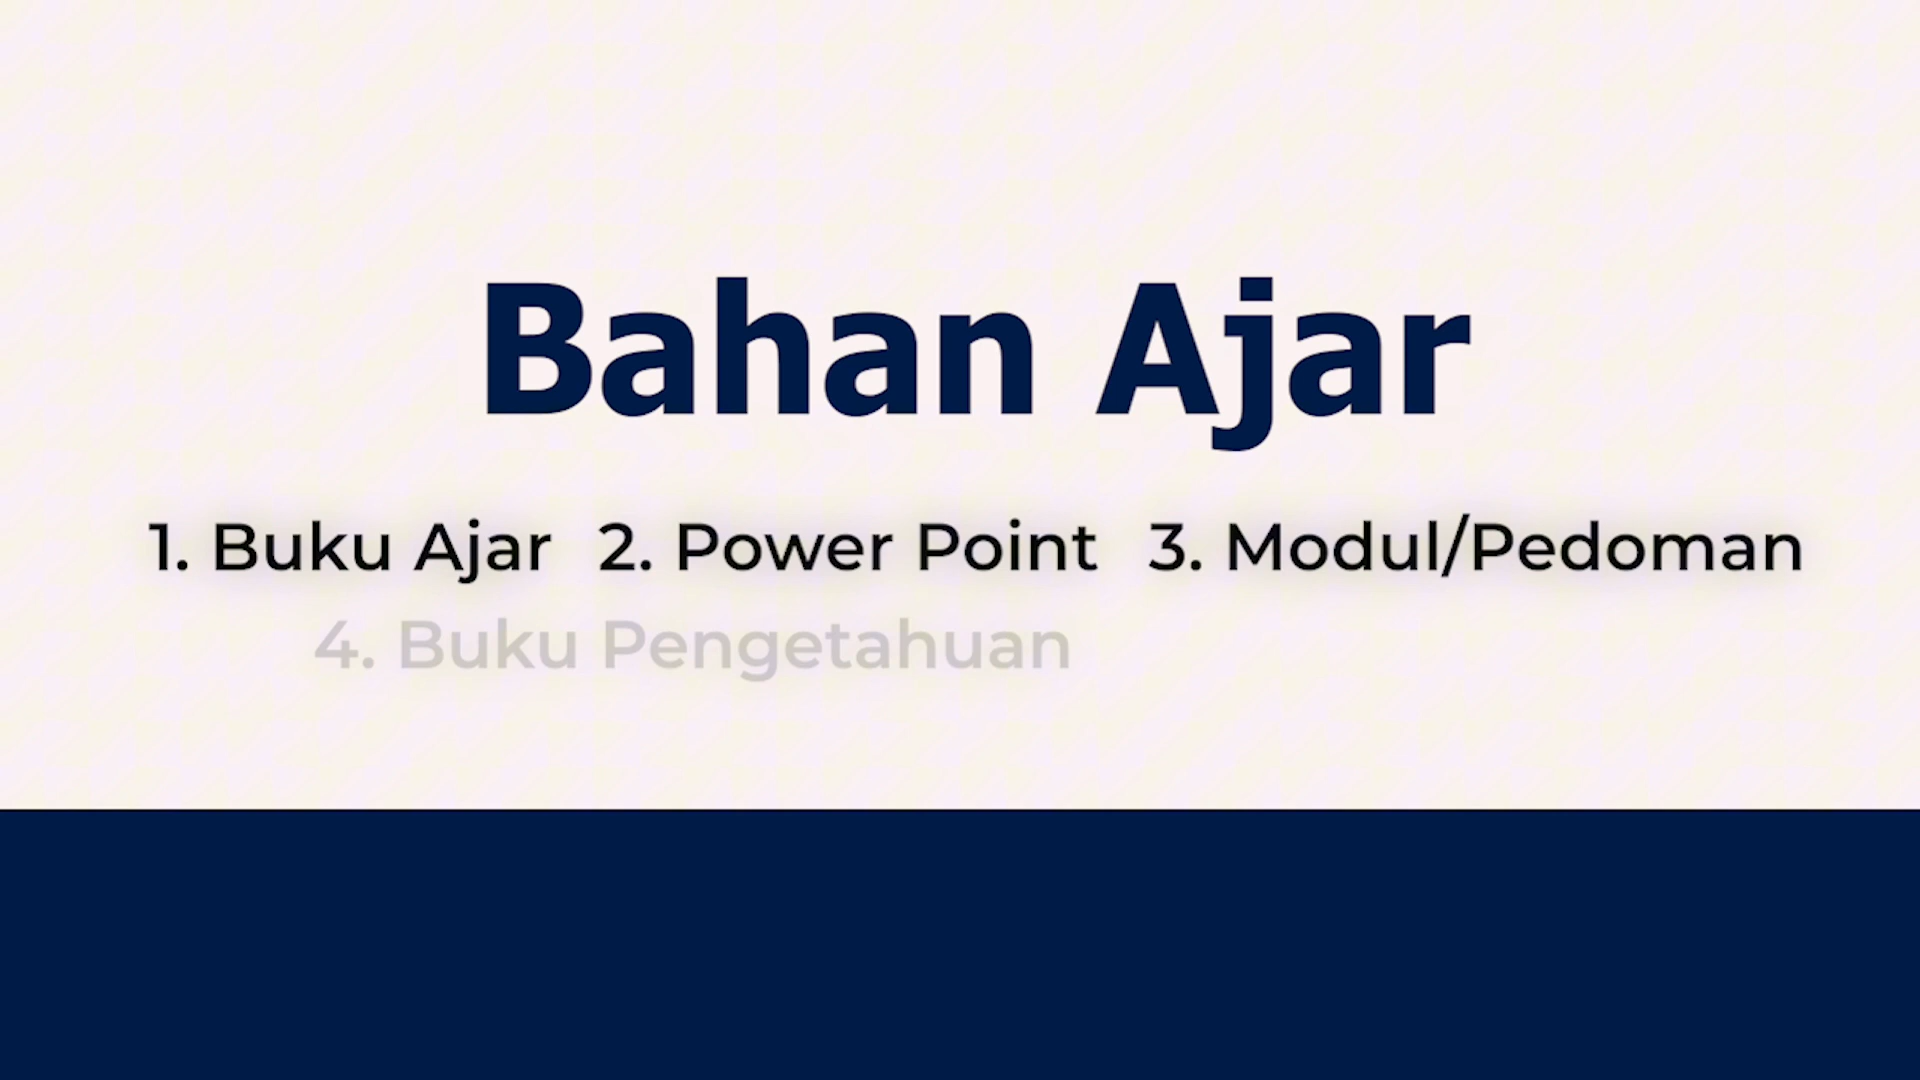 Bahan Ajar
1. Buku Ajar 2. Power Point 3. Modul/Pedoman
4. Buku Pengetahuan